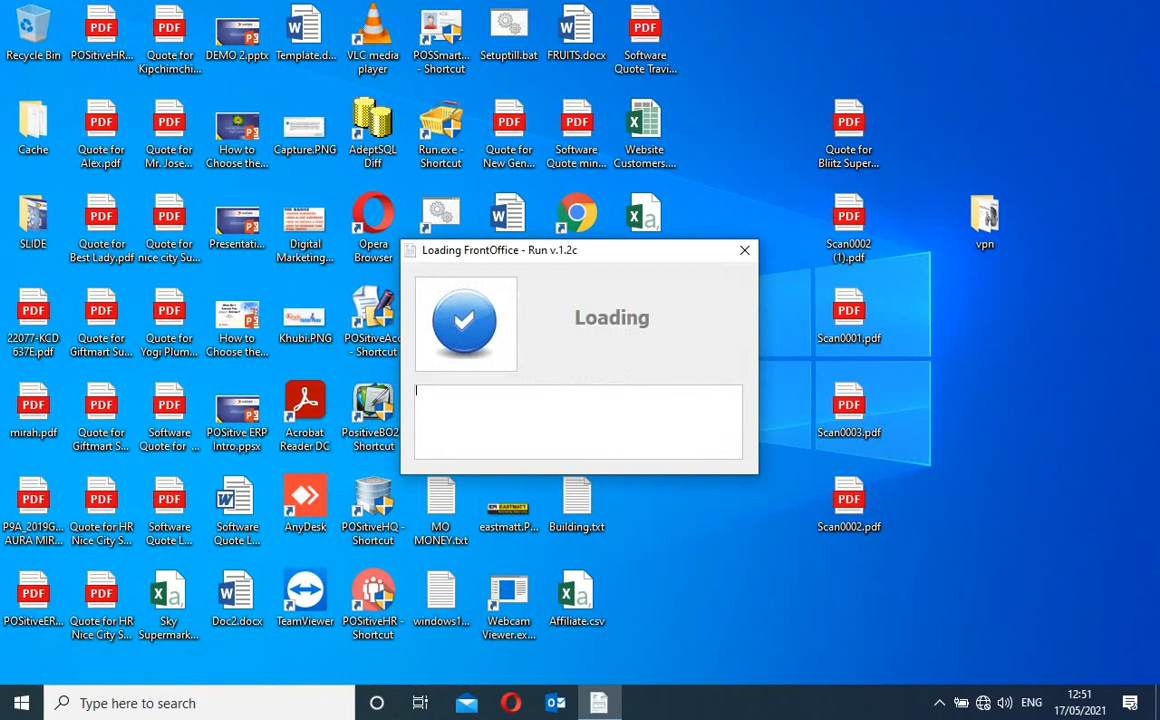 Recycle Bin
POSitiveHR...
Quote for
Kipchimchi...
DEMO 2.pptx
Template.d...
VLC media
player
POSSmart...
- Shortcut
Setuptill.bat
FRUITS.docx
Software
Quote Travi...
Cache
Quote for
Alex.pdf
Quote for
Mr. Jose...
How to
Choose the...
Capture.PNG
AdeptSQL
Diff
Run.exe -
Shortcut
Quote for
New Gen...
Software
Quote min...
Website
Customers....
Quote for
Bliitz Super...
SLIDE
Quote for
Best Lady.pdf
Quote for
nice city Su...
Presentati...
Digital
Marketing...
Opera
Browser
Scan0002
(1).pdf
vpn
Loading FrontOffice - Run v.1.2c
Loading
22077-KCD
637E.pdf
Quote for
Giftmart Su...
Quote for
Yogi Plum...
How to
Choose the...
Khubi.PNG
POSitiveAcc
- Shortcut
Scan0001.pdf
mirah.pdf
Quote for
Giftmart S...
Software
Quote for ...
POSitive ERP
Intro.ppsx
Acrobat
Reader DC
PositiveBO2
Shortcut
Scan0003.pdf
P9A_2019G...
AURA MIR...
Quote for HR
Nice City S...
Software
Quote L...
Software
Quote L...
AnyDesk
POSitiveHQ -
Shortcut
MO
MONEY.txt
eastmatt.P...
Building.txt
Scan0002.pdf
POSitiveER...
Quote for HR
Nice City S...
Sky
Supermark...
Doc2.docx
TeamViewer
POSitiveHR -
Shortcut
windows1...
Webcam
Viewer.ex...
Affiliate.csv
Type here to search
ENG
12:51
17/05/2021